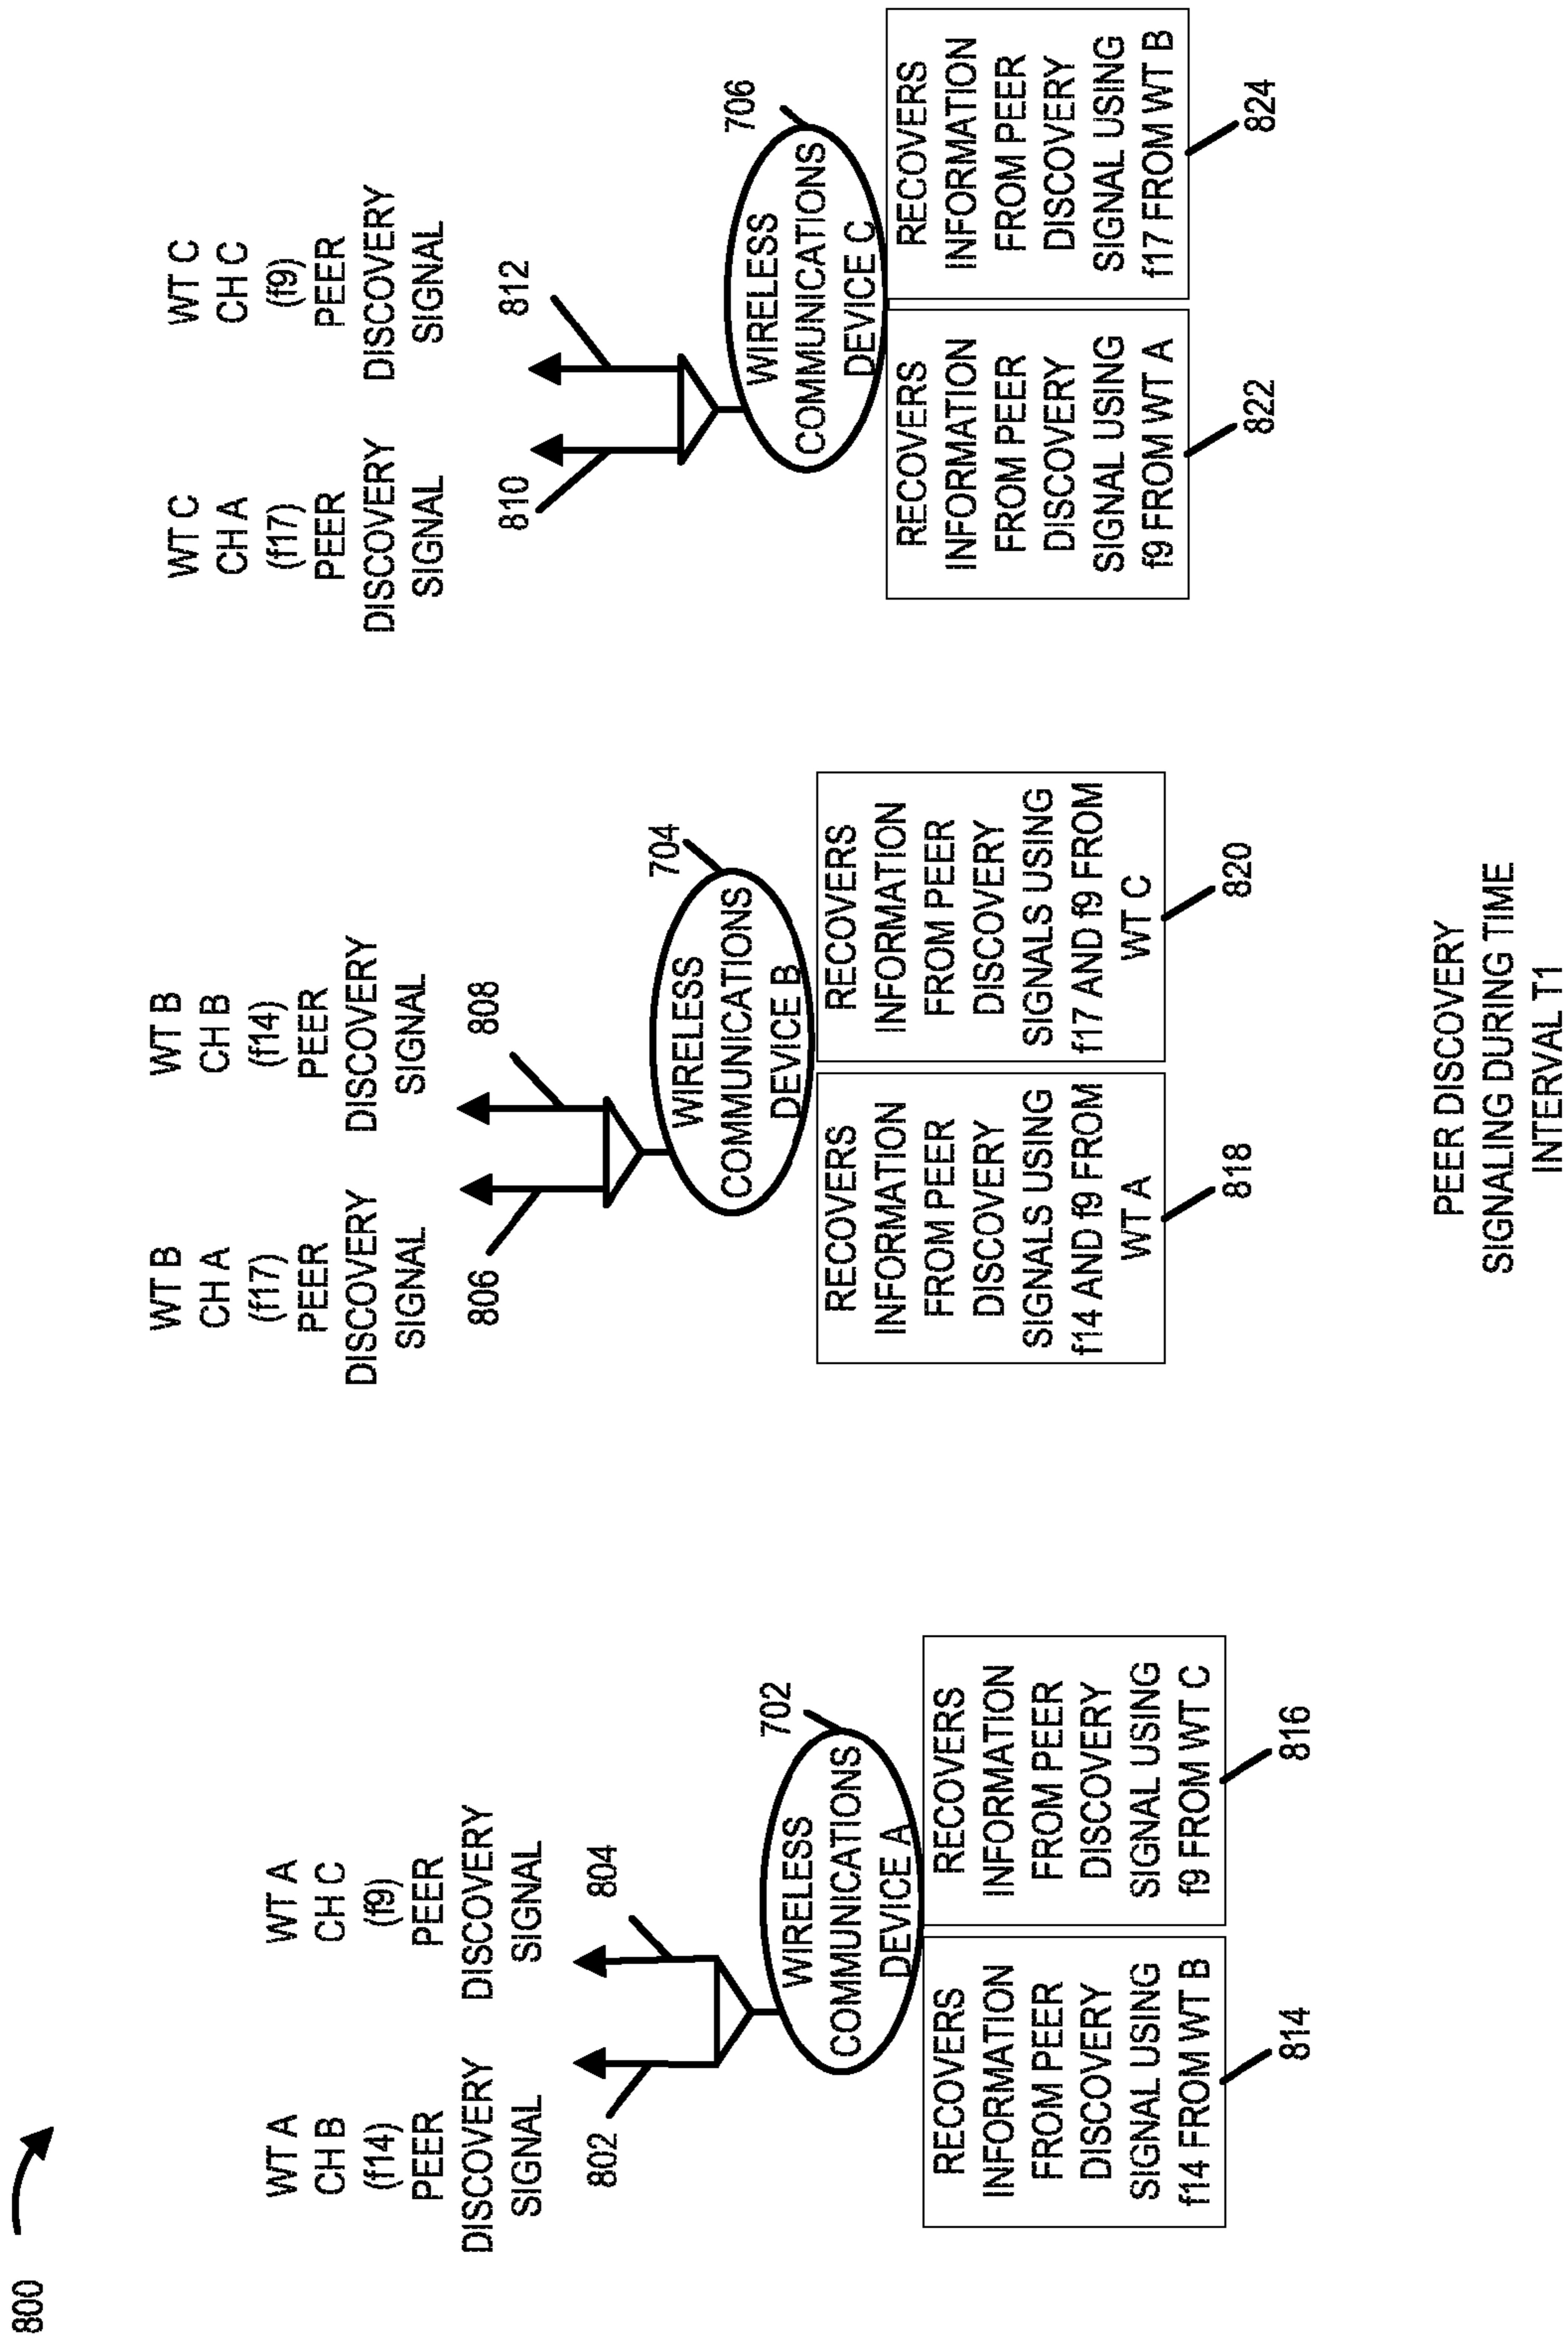 800
WT A
CH B
(f14)
PEER
DISCOVERY
SIGNAL
WT A
CH C
(f9)
PEER
DISCOVERY
SIGNAL
802
804
702
WIRELESS
COMMUNICATIONS
DEVICE A
RECOVERS
INFORMATION
FROM PEER
DISCOVERY
SIGNAL USING
f14 FROM WT B
RECOVERS
INFORMATION
FROM PEER
DISCOVERY
SIGNAL USING
f9 FROM WT C
814
816
WT B
CH A
(f17)
PEER
DISCOVERY
SIGNAL
WT B
CH B
(f14)
PEER
DISCOVERY
SIGNAL
806
808
704
WIRELESS
COMMUNICATIONS
DEVICE B
RECOVERS
INFORMATION
FROM PEER
DISCOVERY
SIGNALS USING
f14 AND f9 FROM
WT A
RECOVERS
INFORMATION
FROM PEER
DISCOVERY
SIGNALS USING
f17 AND f9 FROM
WT C
818
820
WT C
CH A
(f17)
PEER
DISCOVERY
SIGNAL
WT C
CH C
(f9)
PEER
DISCOVERY
SIGNAL
810
812
706
WIRELESS
COMMUNICATIONS
DEVICE C
RECOVERS
INFORMATION
FROM PEER
DISCOVERY
SIGNAL USING
f9 FROM WT A
RECOVERS
INFORMATION
FROM PEER
DISCOVERY
SIGNAL USING
f17 FROM WT B
822
824
PEER DISCOVERY
SIGNALING DURING TIME
INTERVAL T1